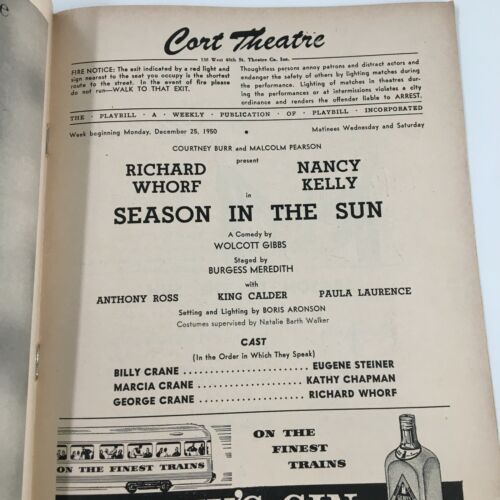 Cort Theatre
138 West 48th St. Theatre Co. Inc.
FIRE NOTICE: The exit indicated by a red light and
sign nearest to the seat you occupy is the shortest
route to the street. In the event of fire please
do not run—WALK TO THAT EXIT.
Thoughtless persons annoy patrons and distract actors and
endanger the safety of others by lighting matches during
the performance. Lighting of matches in theatres dur-
ing the performances or at intermissions violates a city
ordinance and renders the offender liable to ARREST.
THE · PLAYBILL · A · WEEKLY · PUBLICATION · OF · PLAYBILL · INCORPORATED
Week beginning Monday, December 25, 1950 • Matinees Wednesday and Saturday
COURTNEY BURR and MALCOLM PEARSON
present
RICHARD WHORF
NANCY KELLY
in
SEASON IN THE SUN
A Comedy by
WOLCOTT GIBBS
Staged by
BURGESS MEREDITH
with
ANTHONY ROSS KING CALDER PAULA LAURENCE
Setting and Lighting by BORIS ARONSON
Costumes supervised by Natalie Barth Walker
CAST
(In the Order in Which They Speak)
BILLY CRANE ........................ EUGENE STEINER
MARCIA CRANE ...................... KATHY CHAPMAN
GEORGE CRANE ..................... RICHARD WHORF
ON THE FINEST TRAINS
ON THE
FINEST
TRAINS
GIN